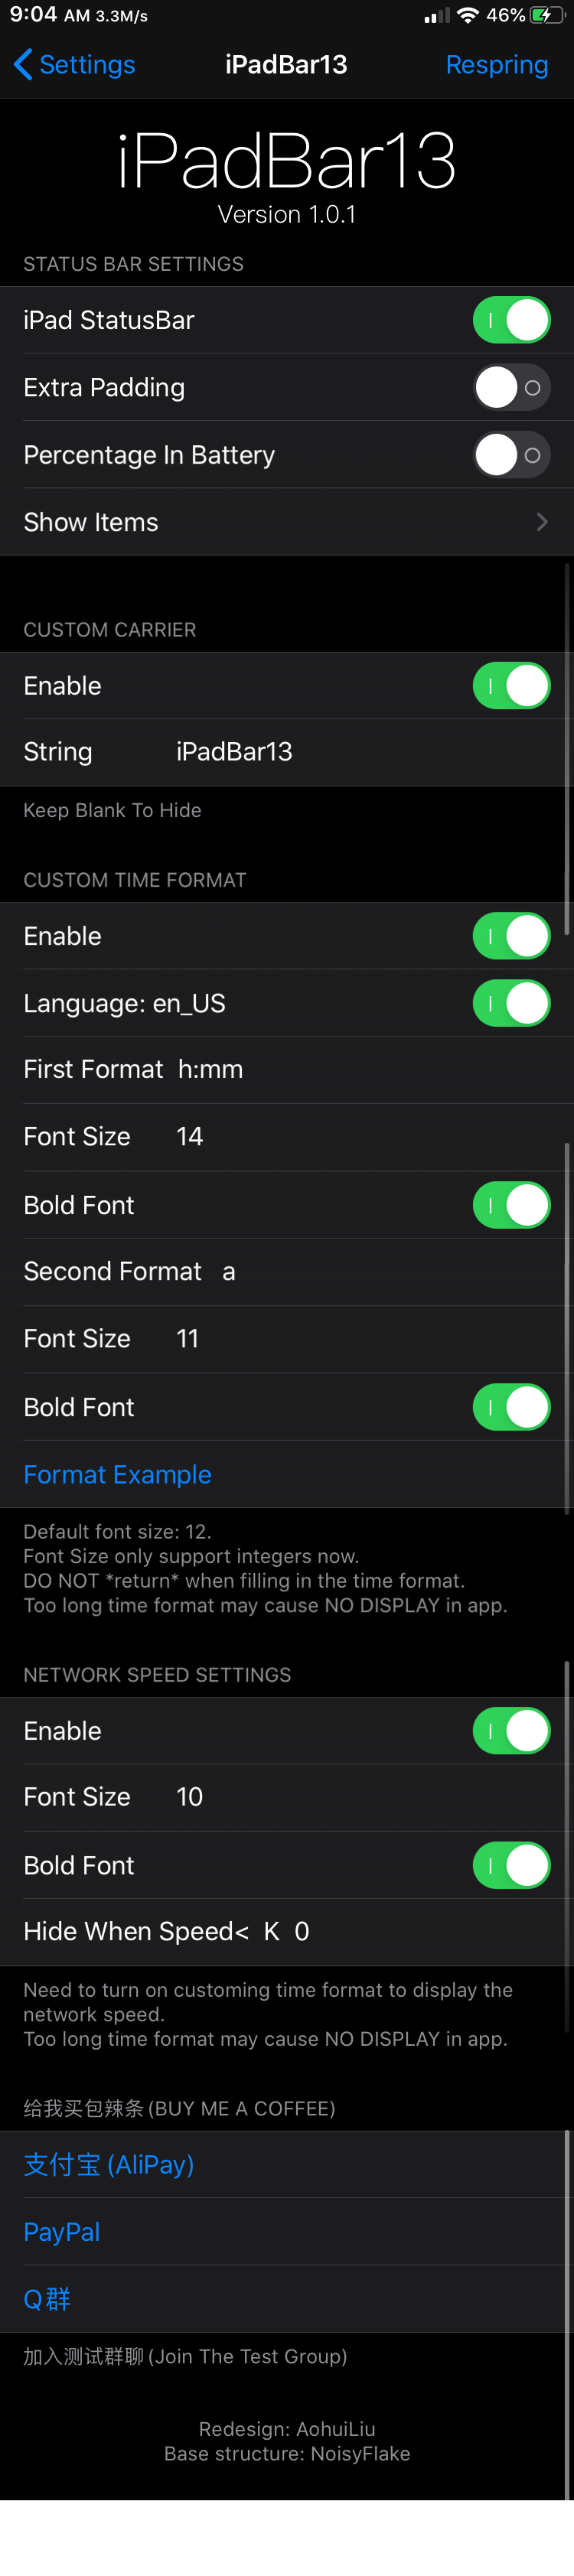 9:04 AM 3.3M/s 46%
Settings iPadBar13 Respring
iPadBar13
Version 1.0.1
STATUS BAR SETTINGS
iPad StatusBar
Extra Padding
Percentage In Battery
Show Items
CUSTOM CARRIER
Enable
String iPadBar13
Keep Blank To Hide
CUSTOM TIME FORMAT
Enable
Language: en_US
First Format h:mm
Font Size 14
Bold Font
Second Format a
Font Size 11
Bold Font
Format Example
Default font size: 12.
Font Size only support integers now.
DO NOT *return* when filling in the time format.
Too long time format may cause NO DISPLAY in app.
NETWORK SPEED SETTINGS
Enable
Font Size 10
Bold Font
Hide When Speed< K 0
Need to turn on customing time format to display the
network speed.
Too long time format may cause NO DISPLAY in app.
给我买包辣条(BUY ME A COFFEE)
支付宝(AliPay)
PayPal
Q群
加入测试群聊(Join The Test Group)
Redesign: AohuiLiu
Base structure: NoisyFlake